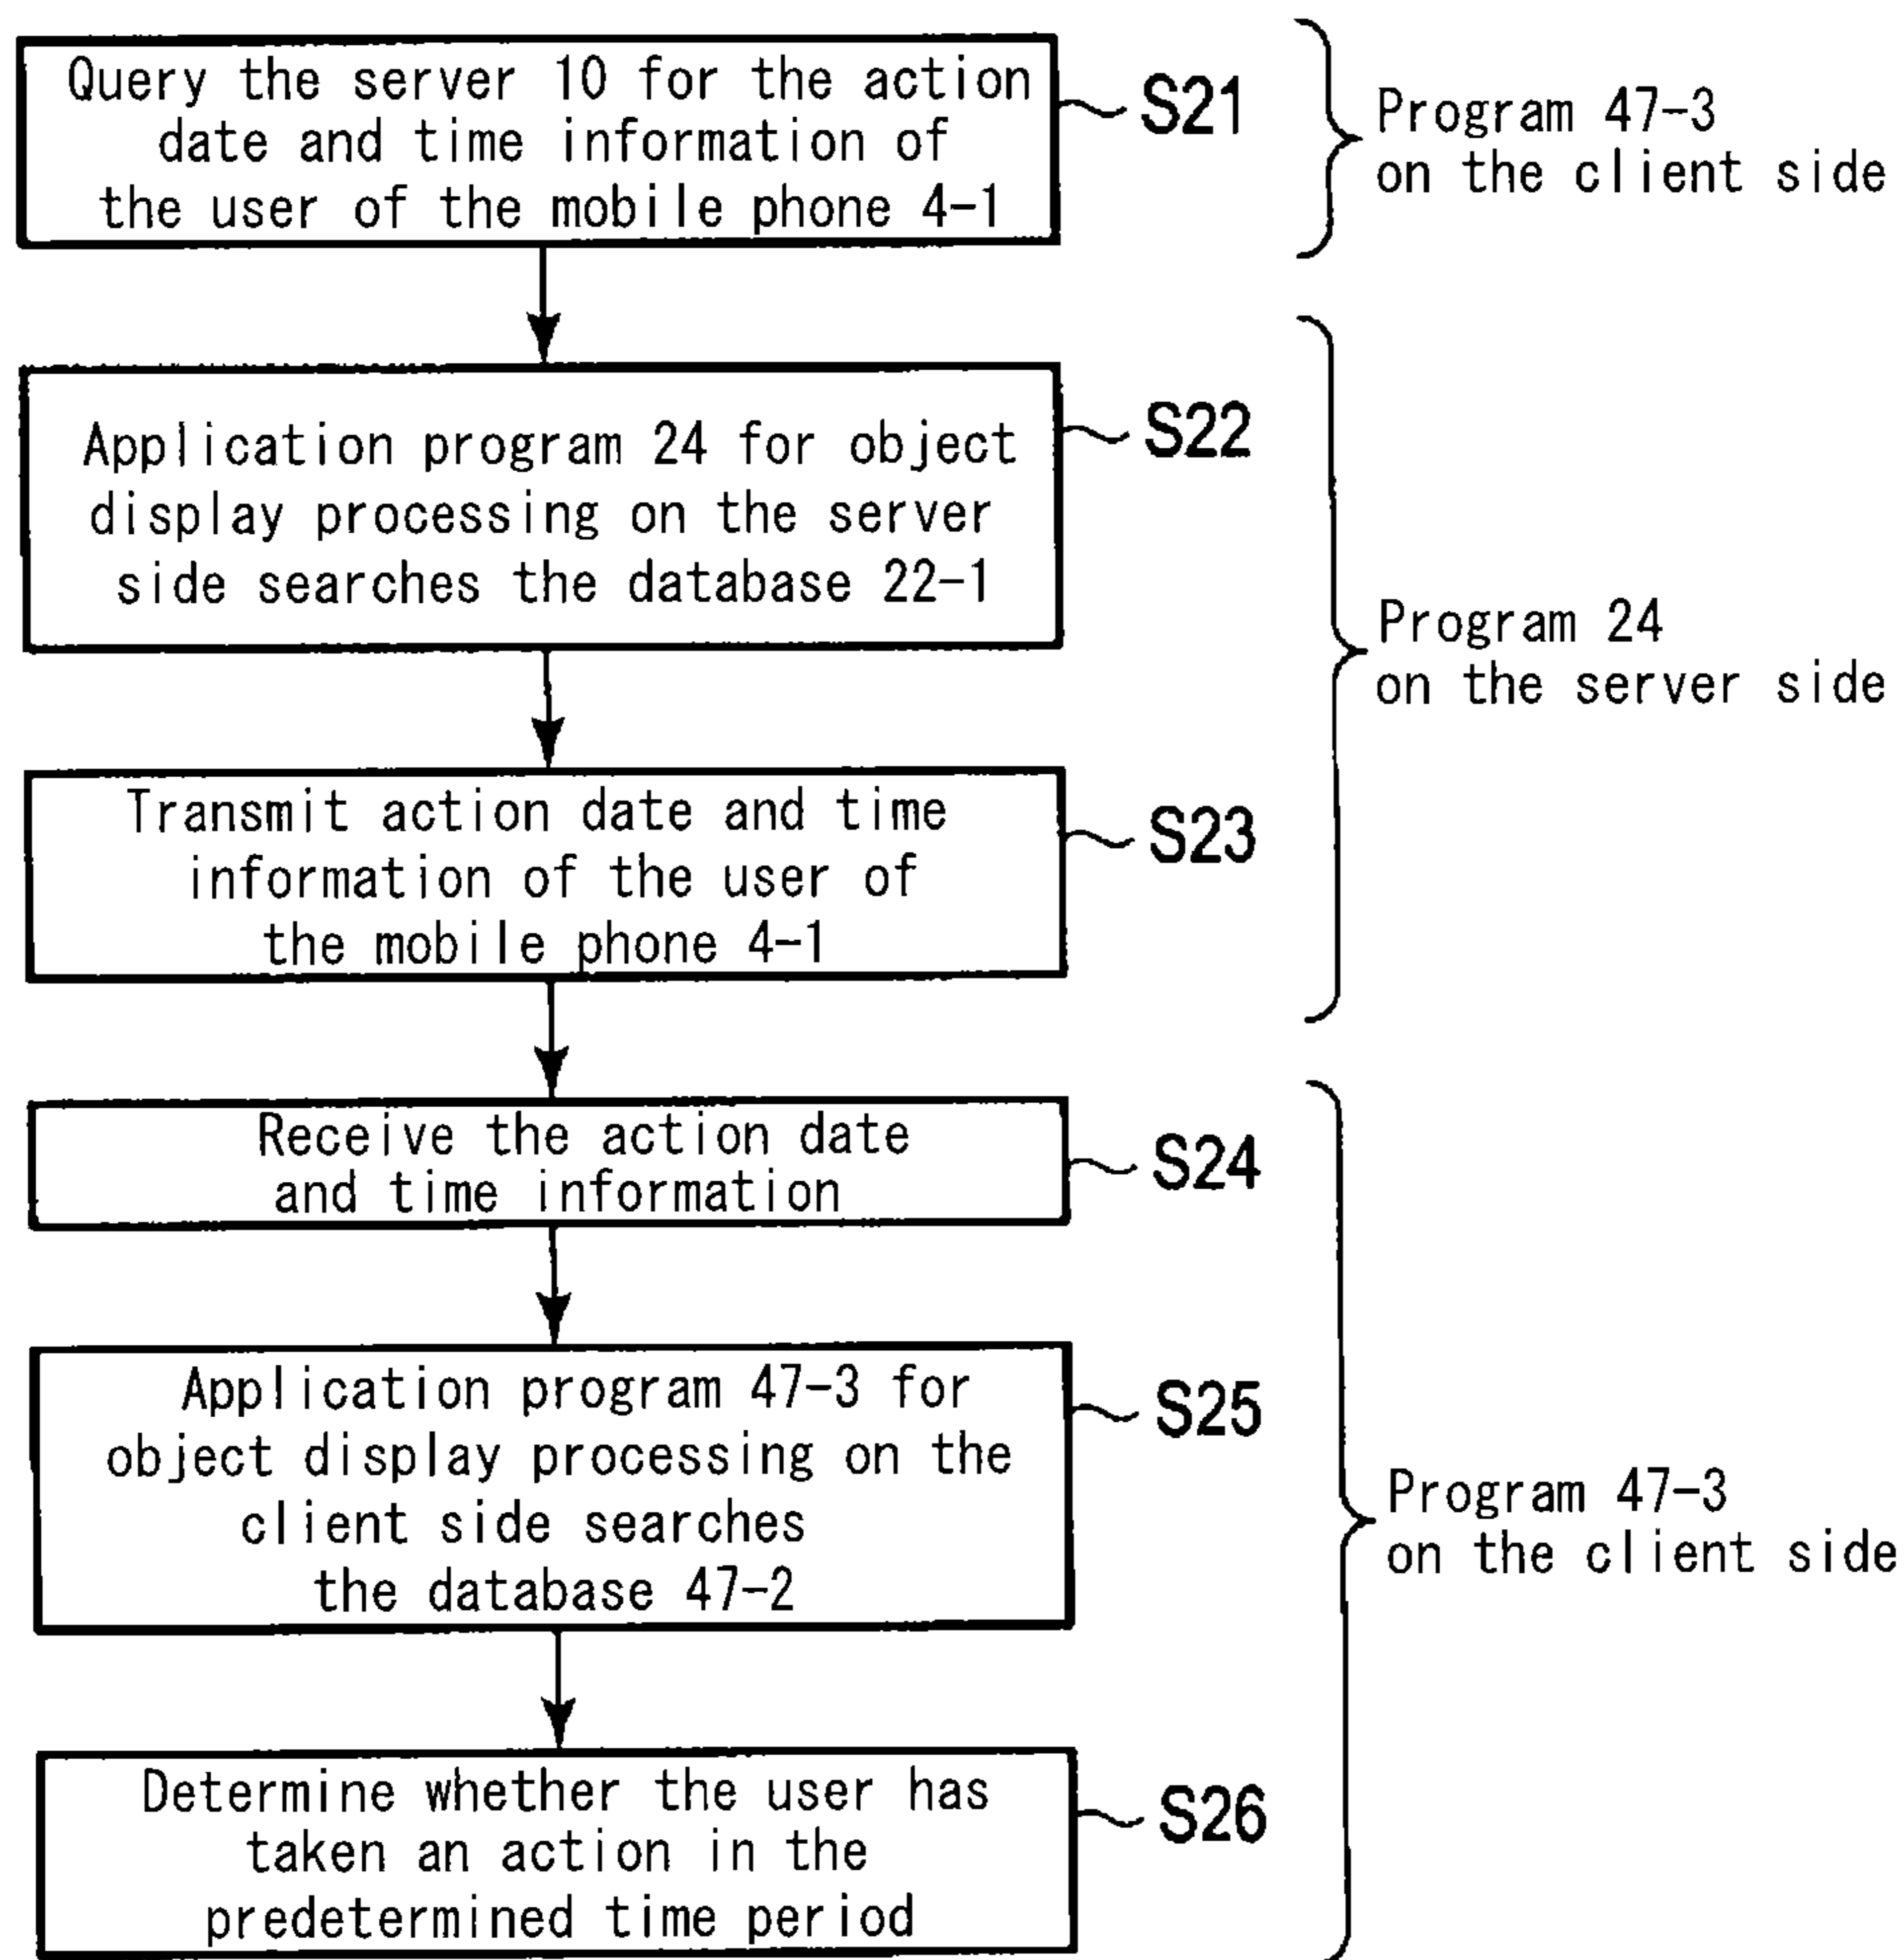 Query the server 10 for the action
date and time information of
the user of the mobile phone 4-1
S21
Program 47-3
on the client side
Application program 24 for object
display processing on the server
side searches the database 22-1
S22
Program 24
on the server side
Transmit action date and time
information of the user of
the mobile phone 4-1
S23
Receive the action date
and time information
S24
Application program 47-3 for
object display processing on the
client side searches
the database 47-2
S25
Program 47-3
on the client side
Determine whether the user has
taken an action in the
predetermined time period
S26